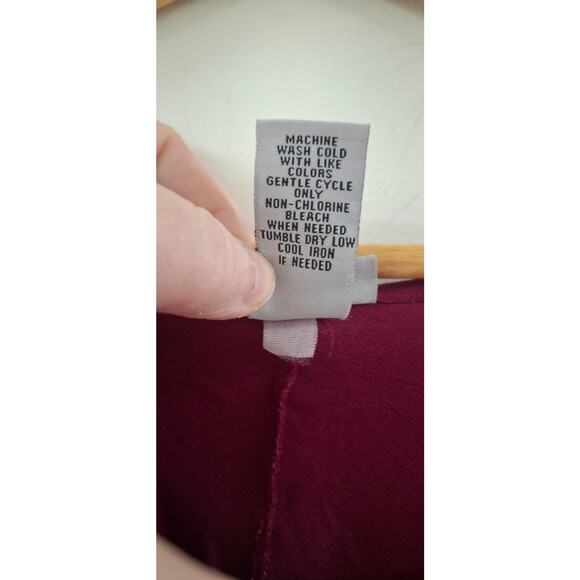 MACHINE
WASH COLD
WITH LIKE
COLORS
GENTLE CYCLE
ONLY
NON-CHLORINE
BLEACH
WHEN NEEDED
TUMBLE DRY LOW
COOL IRON
IF NEEDED